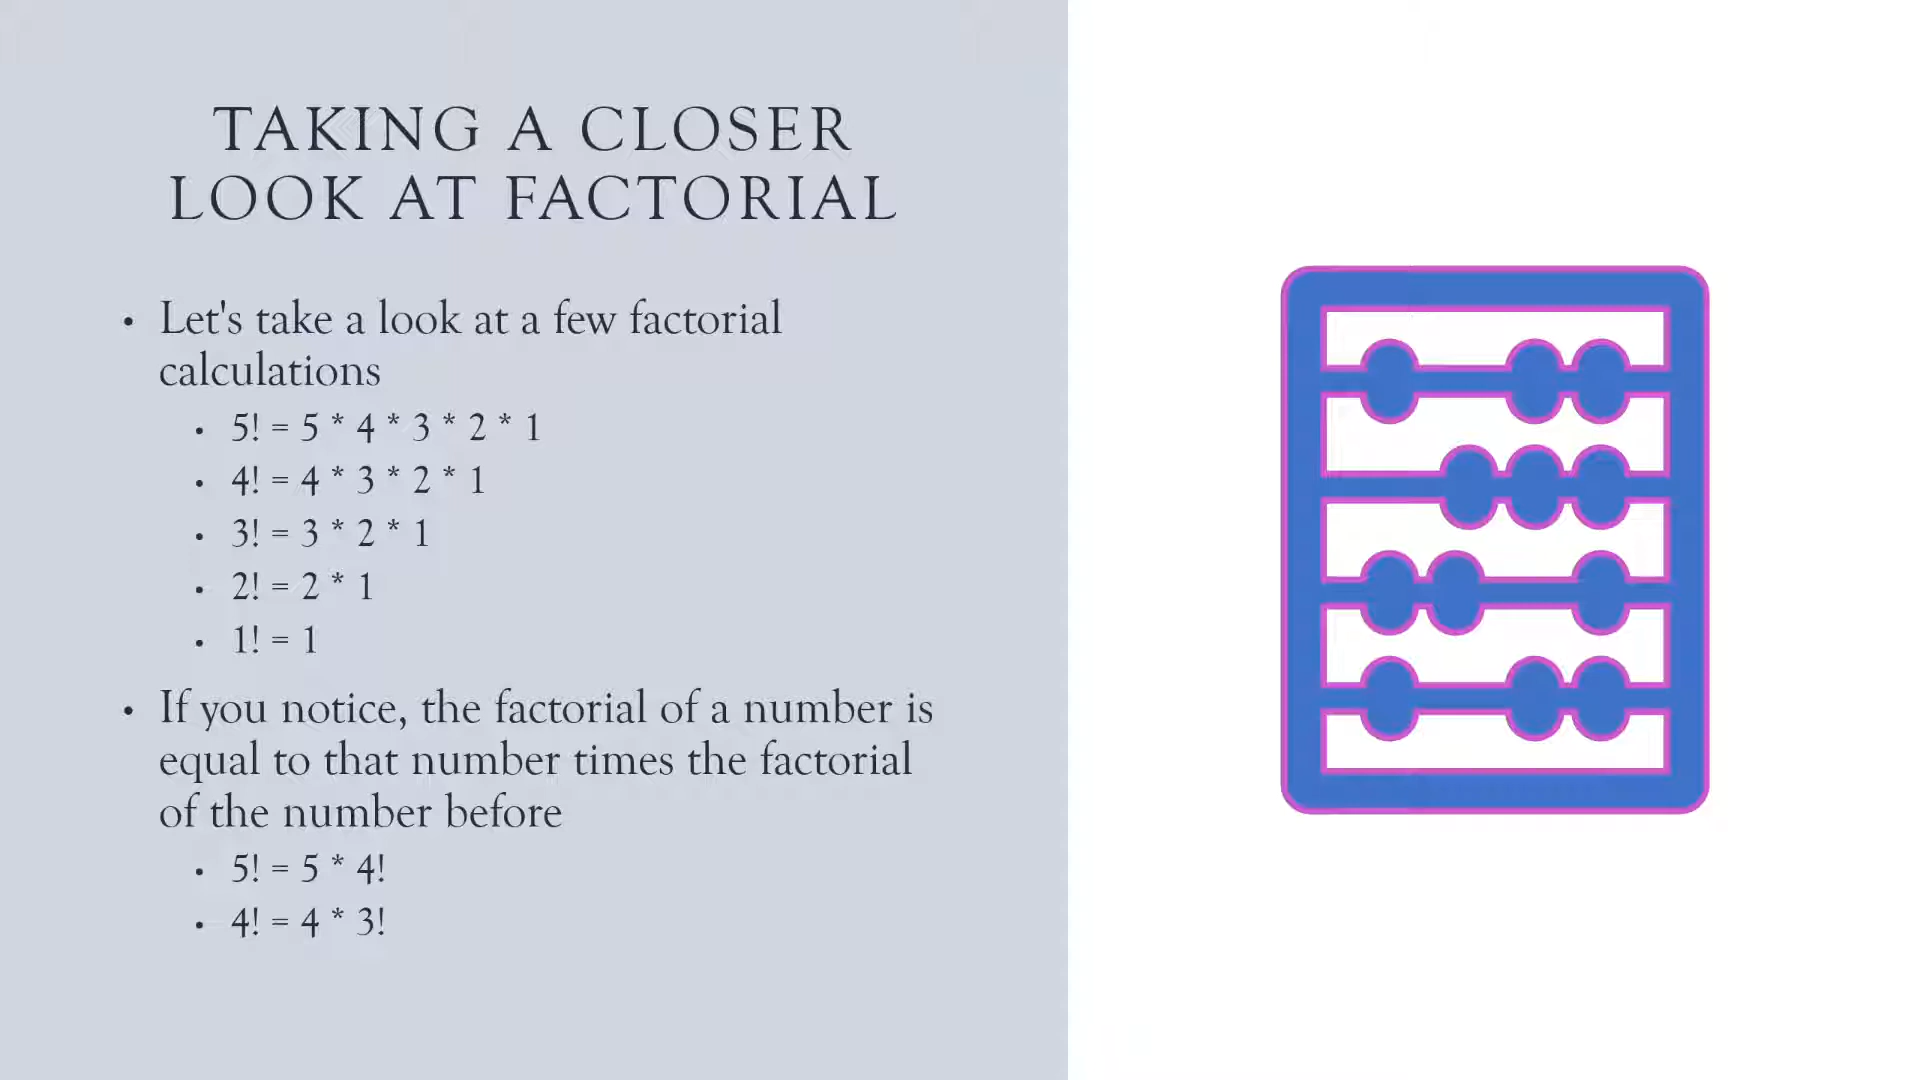 TAKING A CLOSER
LOOK AT FACTORIAL
• Let's take a look at a few factorial
calculations
• 5! = 5 * 4 * 3 * 2 * 1
• 4! = 4 * 3 * 2 * 1
• 3! = 3 * 2 * 1
• 2! = 2 * 1
• 1! = 1
• If you notice, the factorial of a number is
equal to that number times the factorial
of the number before
• 5! = 5 * 4!
• 4! = 4 * 3!